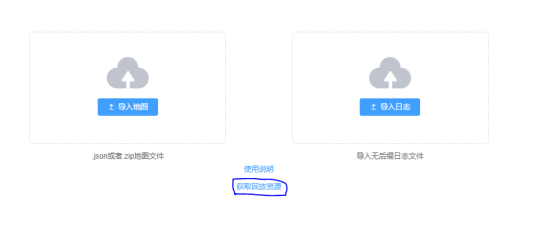 导入地图
导入日志
.json或者.zip地图文件
导入无后缀日志文件
使用说明
获取回放资源